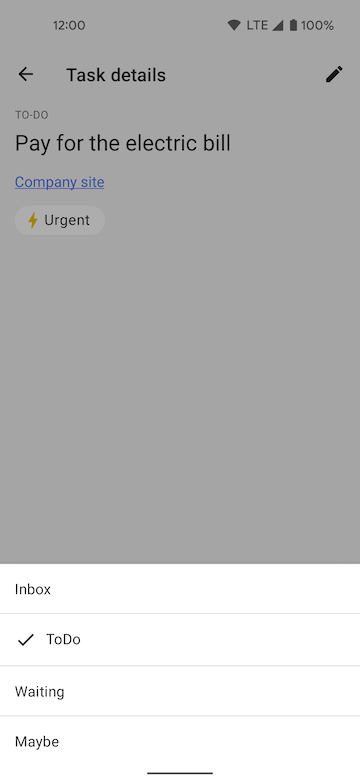 12:00 LTE 100%
Task details
TO-DO
Pay for the electric bill
Company site
Urgent
Inbox
ToDo
Waiting
Maybe